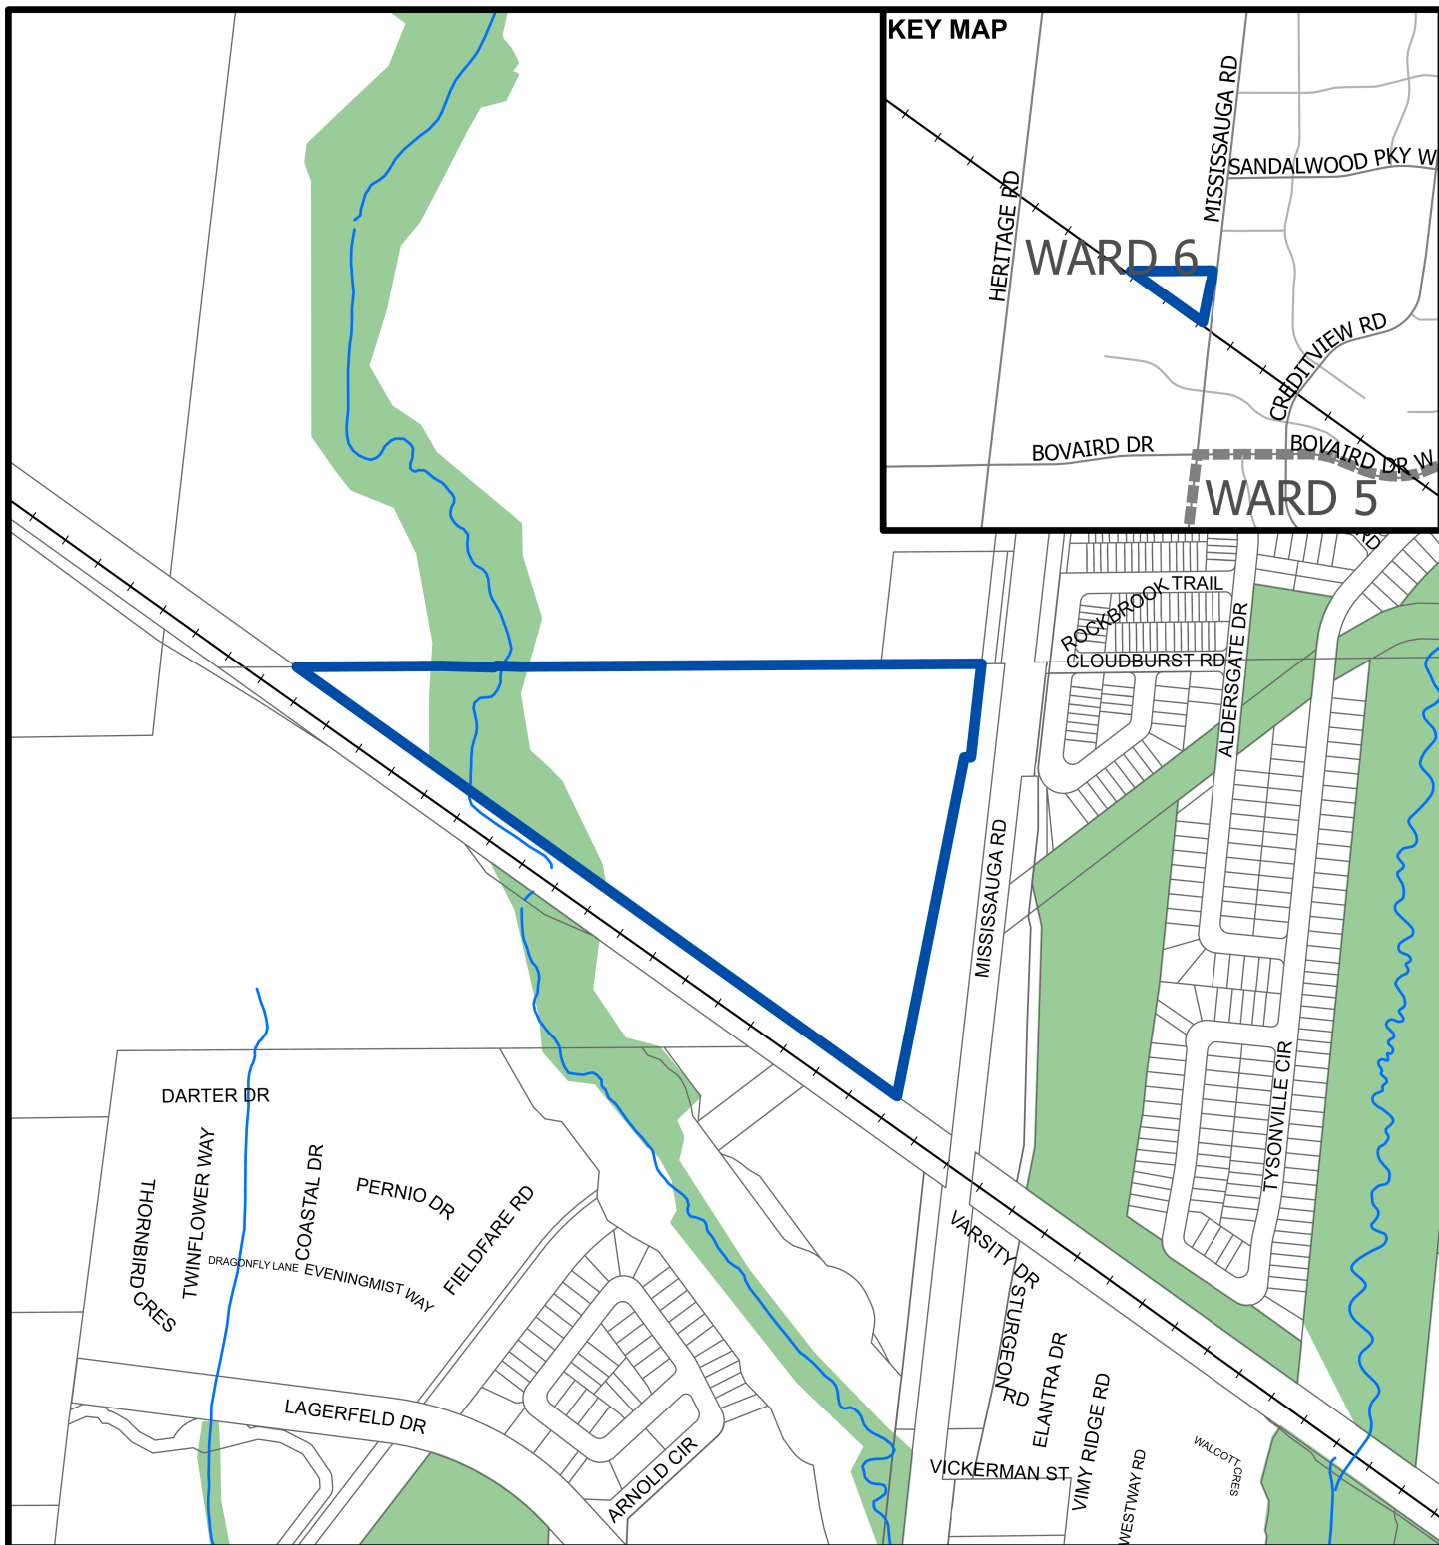 KEY MAP
MISSISSAUGA RD
SANDALWOOD PKY W
HERITAGE RD
WARD 6
CREDITVIEW RD
BOVAIRD DR
BOVAIRD DR W
WARD 5
RD
ROCKBROOK TRAIL
CLOUDBURST RD
ALDERSGATE DR
MISSISSAUGA RD
TYSONVILLE CIR
DARTER DR
THORNBIRD CRES
TWINFLOWER WAY
COASTAL DR
PERNIO DR
FIELDFARE RD
DRAGONFLY LANE
EVENINGMIST WAY
VARSITY DR
STURGEON RD
ELANTRA DR
VIMY RIDGE RD
LAGERFELD DR
ARNOLD CIR
VICKERMAN ST
WESTWAY RD
WALCOTT CRES